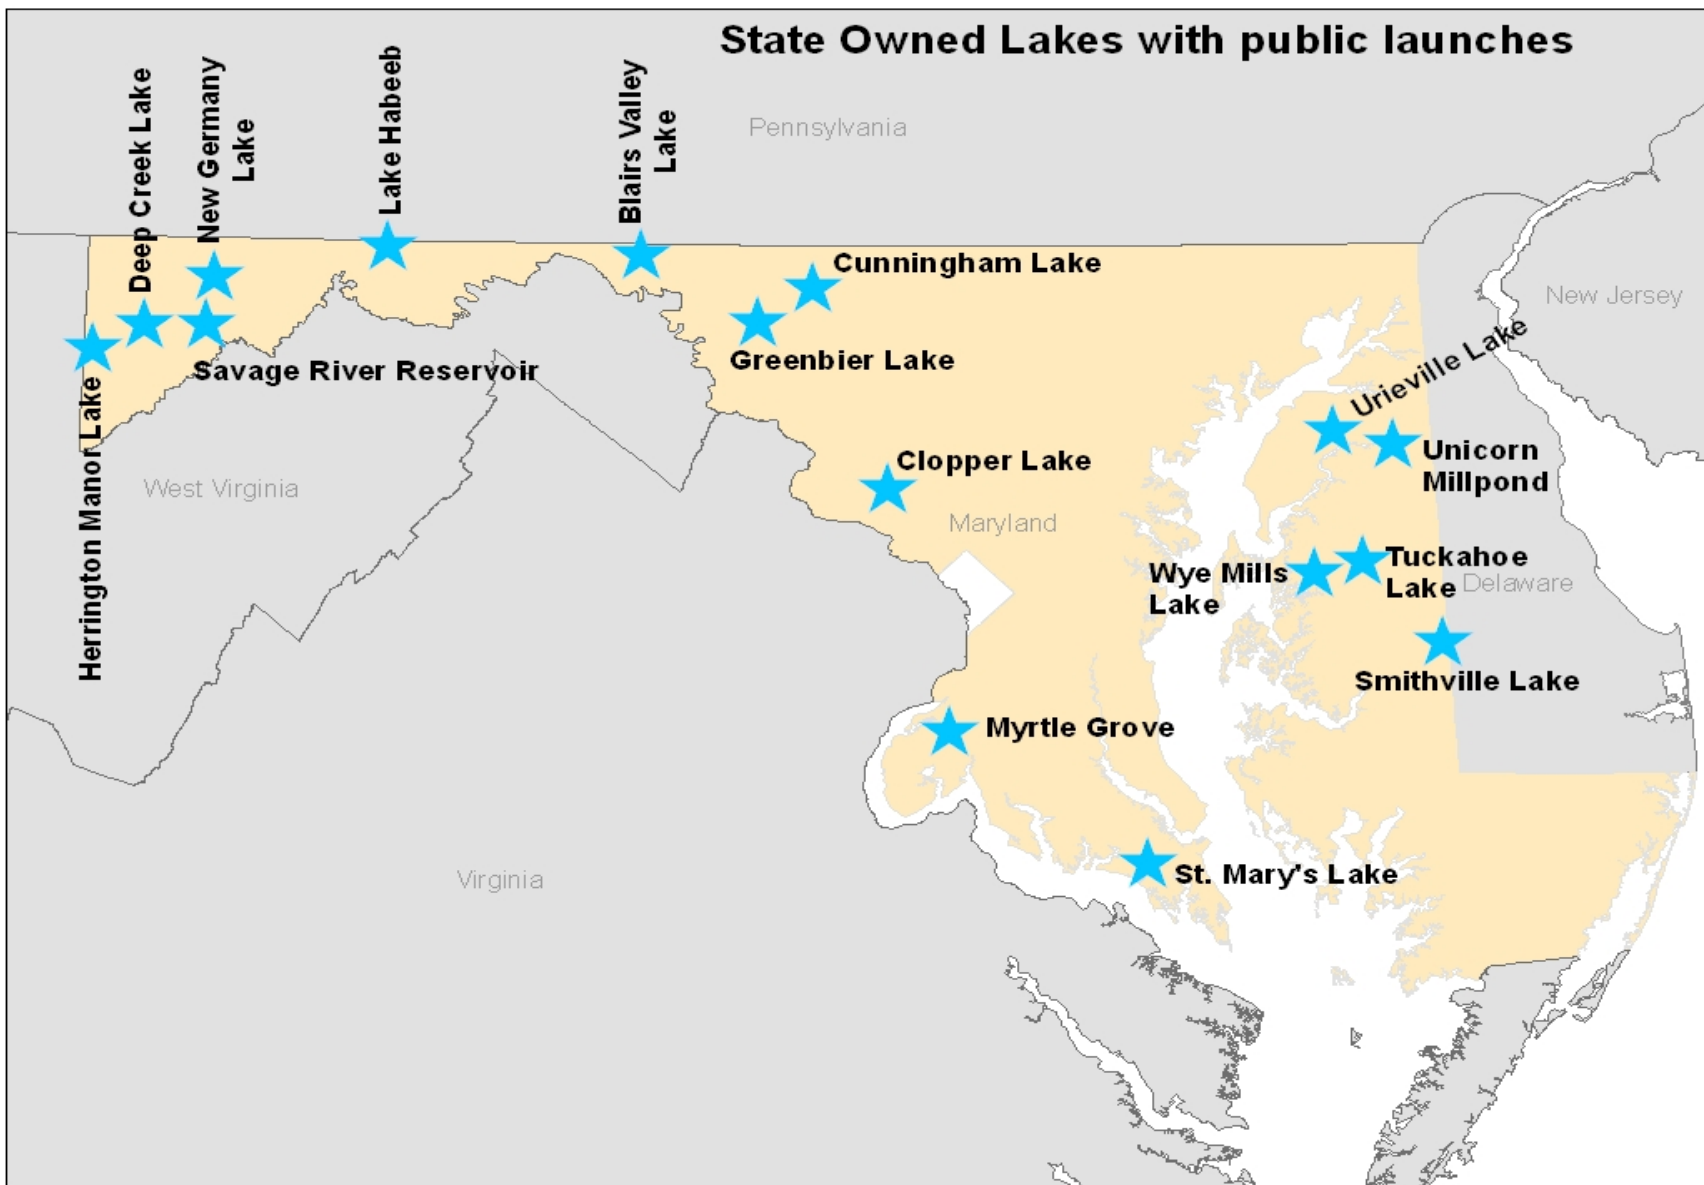 State Owned Lakes with public launches
Herrington Manor Lake
Deep Creek Lake
New Germany
Lake
Lake Habeeb
Blairs Valley
Lake
Pennsylvania
Cunningham Lake
New Jersey
Greenbier Lake
Savage River Reservoir
Urieville Lake
Unicorn
Millpond
Clopper Lake
West Virginia
Maryland
Wye Mills
Lake
Tuckahoe
Lake
Delaware
Smithville Lake
Myrtle Grove
St. Mary's Lake
Virginia